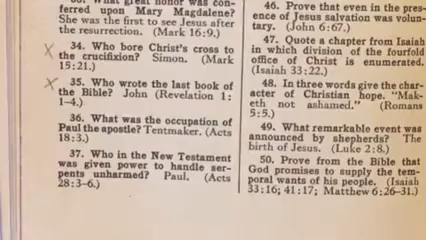 33. What great honor was con-
ferred upon Mary Magdalene?
She was the first to see Jesus after
the resurrection. (Mark 16:9.)
34. Who bore Christ's cross to
the crucifixion? Simon. (Mark
15:21.)
35. Who wrote the last book of
the Bible? John (Revelation 1:
1-4.)
36. What was the occupation of
Paul the apostle? Tentmaker. (Acts
18:3.)
37. Who in the New Testament
was given power to handle ser-
pents unharmed? Paul. (Acts
28:3-6.)
46. Prove that even in the pres-
ence of Jesus salvation was volun-
tary. (John 6:67.)
47. Quote a chapter from Isaiah
in which division of the fourfold
office of Christ is enumerated.
(Isaiah 33:22.)
48. In three words give the char-
acter of Christian hope. "Mak-
eth not ashamed." (Romans
5:5.)
49. What remarkable event was
announced by shepherds? The
birth of Jesus. (Luke 2:8.)
50. Prove from the Bible that
God promises to supply the tem-
poral wants of his people. (Isaiah
33:16; 41:17; Matthew 6:26-31.)